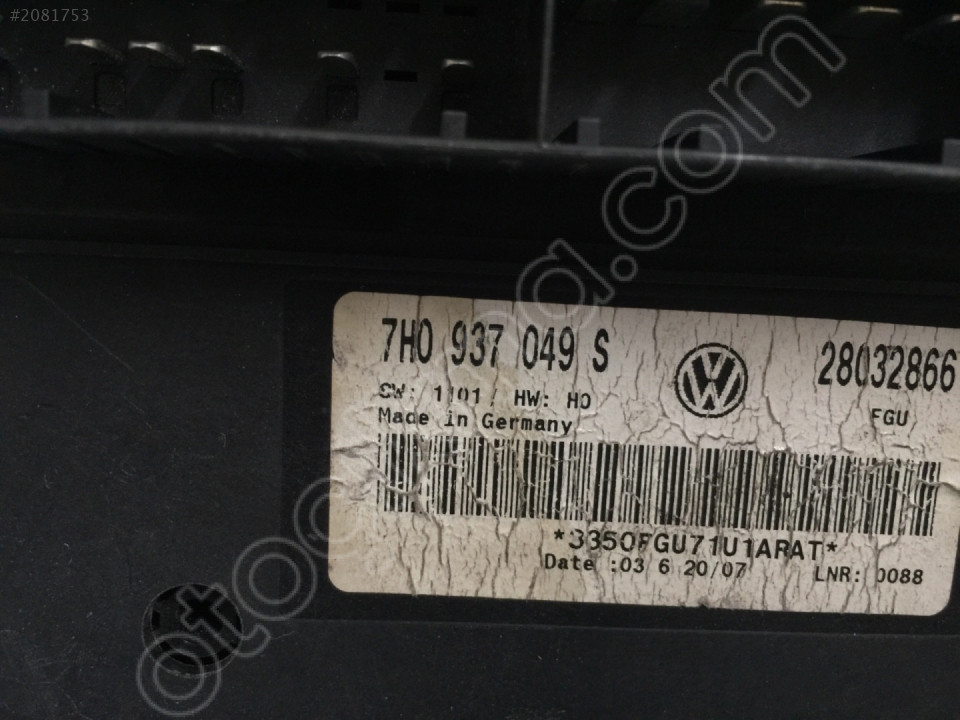 #2081753
otoparca.com
7H0 937 049 S
28032866
SW: 1101/ HW: H0
FGU
Made in Germany
*3350FGU71U1APAT*
Date :03 6 20/07
LNR: 0088